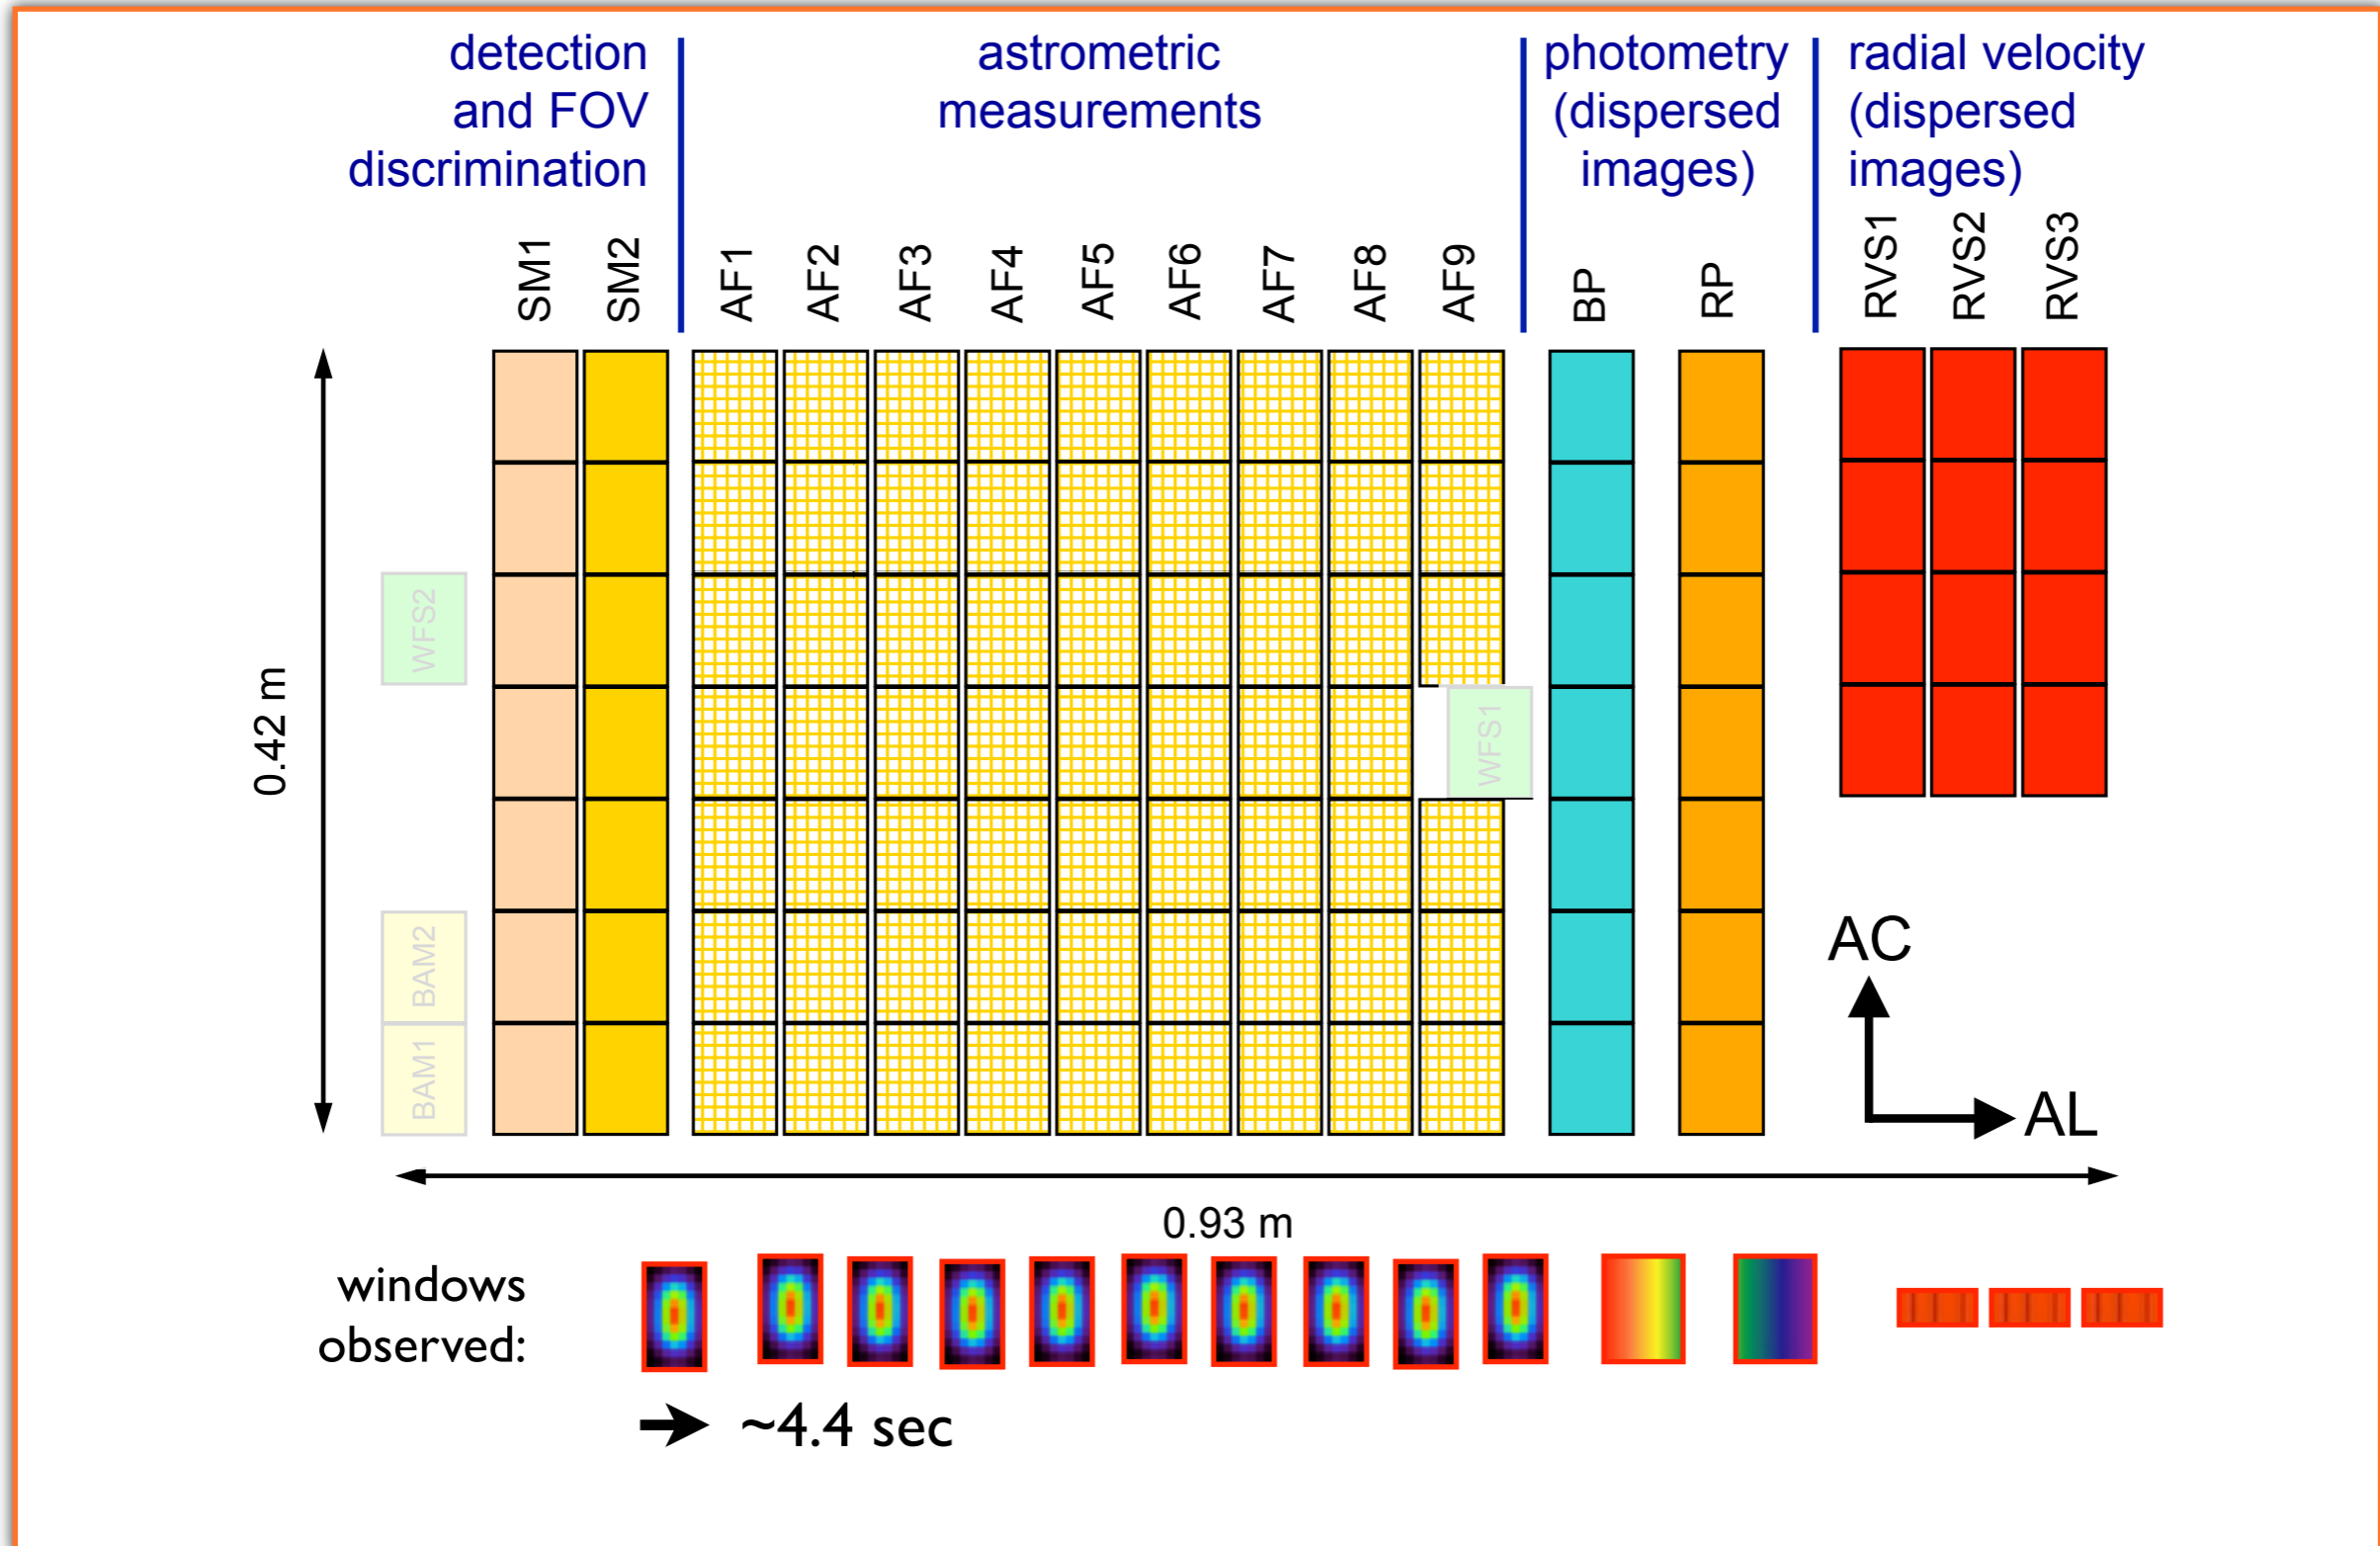 detection
and FOV
discrimination
astrometric
measurements
photometry
(dispersed
images)
radial velocity
(dispersed
images)
SM1
SM2
AF1
AF2
AF3
AF4
AF5
AF6
AF7
AF8
AF9
BP
RP
RVS1
RVS2
RVS3
0.42 m
WFS2
WFS1
BAM2
BAM1
AC
AL
0.93 m
windows
observed:
~4.4 sec